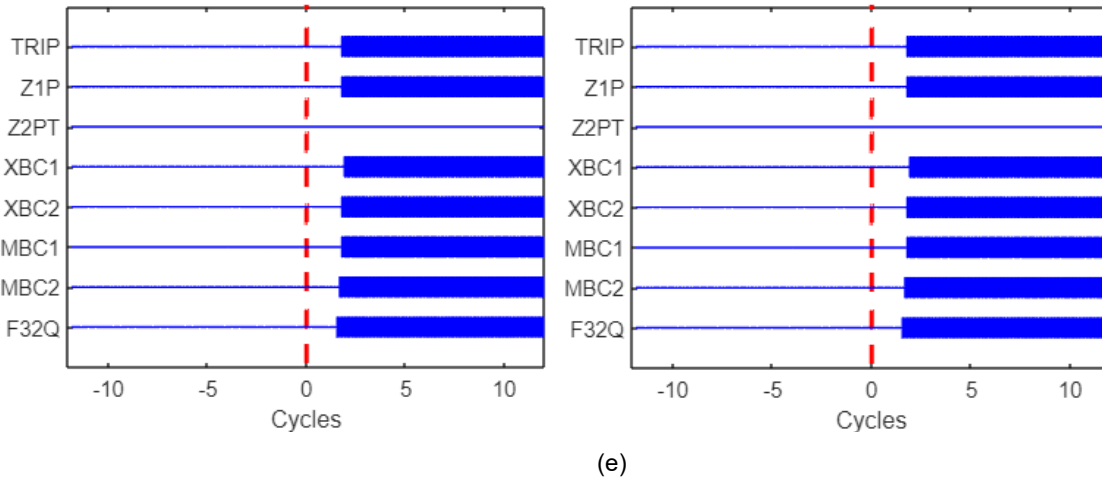 TRIP
Z1P
Z2PT
XBC1
XBC2
MBC1
MBC2
F32Q
-10 -5 0 5 10
Cycles
TRIP
Z1P
Z2PT
XBC1
XBC2
MBC1
MBC2
F32Q
-10 -5 0 5 10
Cycles
(e)